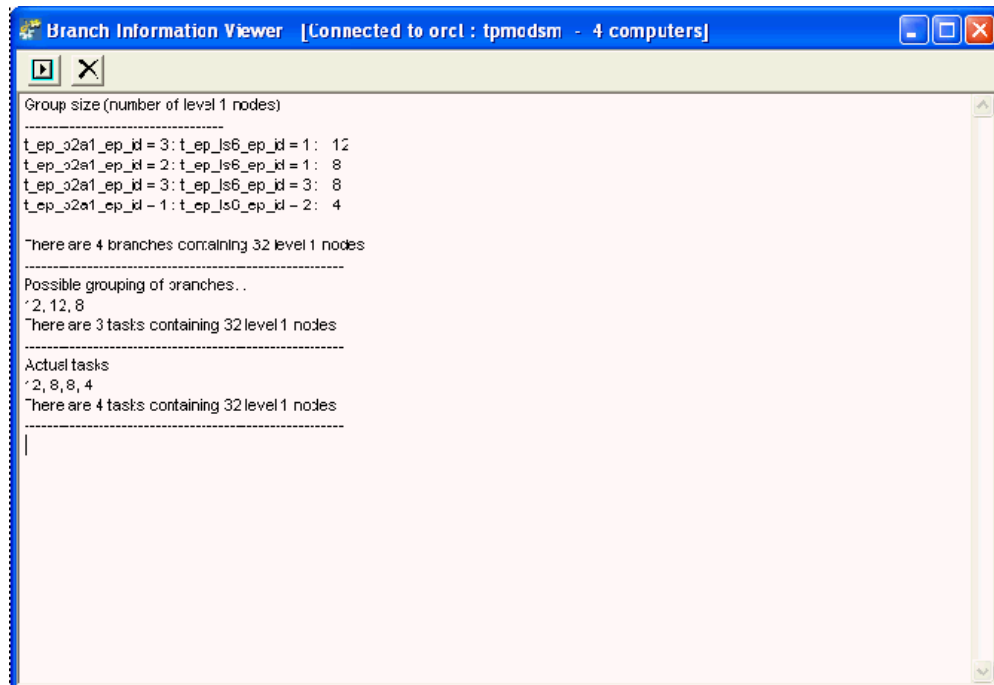 Branch Information Viewer [Connected to orcl : tpmodsm - 4 computers]
Group size (number of level 1 nodes)
-----------------------------------
t_ep_p2a1_ep_id = 3 : t_ep_ls6_ep_id = 1 : 12
t_ep_p2a1_ep_id = 2 : t_ep_ls6_ep_id = 1 : 8
t_ep_p2a1_ep_id = 3 : t_ep_ls6_ep_id = 3 : 8
t_ep_p2a1_ep_id = 1 : t_ep_ls6_ep_id = 2 : 4
There are 4 branches containing 32 level 1 nodes
--------------------------------------------------------
Possible grouping of branches..
12, 12, 8
There are 3 tasks containing 32 level 1 nodes
--------------------------------------------------------
Actual tasks
12, 8, 8, 4
There are 4 tasks containing 32 level 1 nodes
--------------------------------------------------------